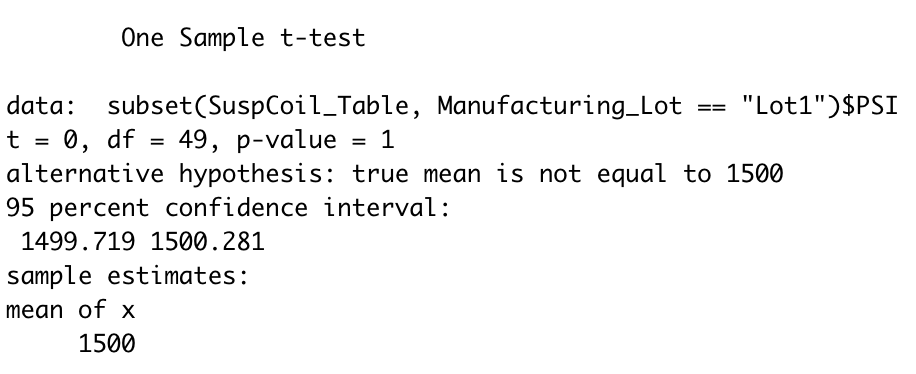 One Sample t-test
data:  subset(SuspCoil_Table, Manufacturing_Lot == "Lot1")$PSI
t = 0, df = 49, p-value = 1
alternative hypothesis: true mean is not equal to 1500
95 percent confidence interval:
1499.719 1500.281
sample estimates:
mean of x
1500